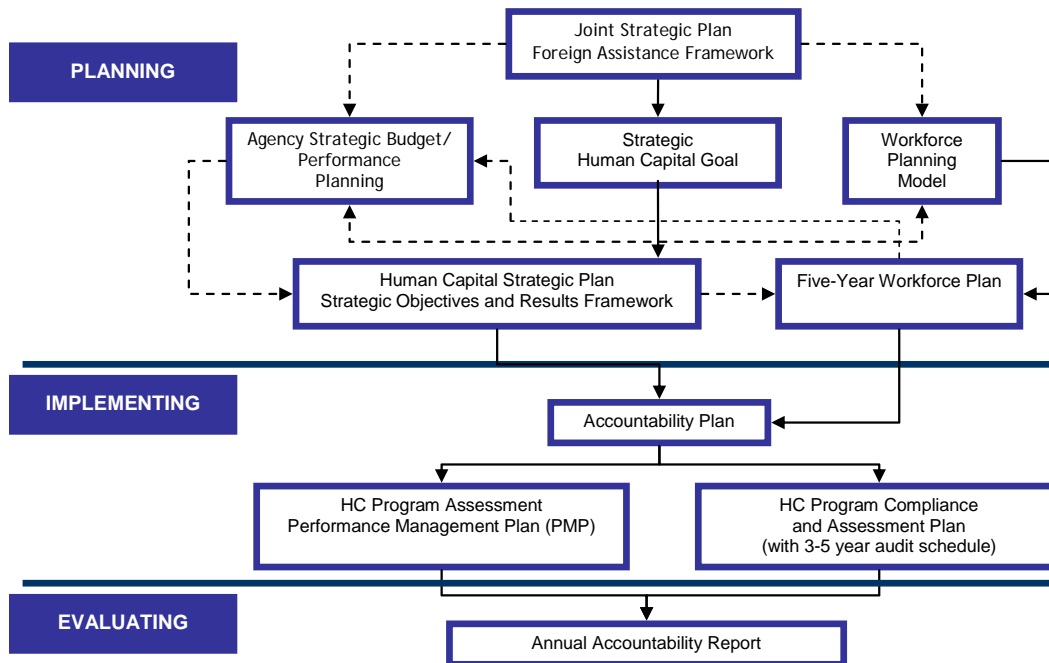 Joint Strategic Plan
Foreign Assistance Framework
PLANNING
Agency Strategic Budget/
Performance
Planning
Strategic
Human Capital Goal
Workforce
Planning
Model
Human Capital Strategic Plan
Strategic Objectives and Results Framework
Five-Year Workforce Plan
IMPLEMENTING
Accountability Plan
HC Program Assessment
Performance Management Plan (PMP)
HC Program Compliance
and Assessment Plan
(with 3-5 year audit schedule)
EVALUATING
Annual Accountability Report